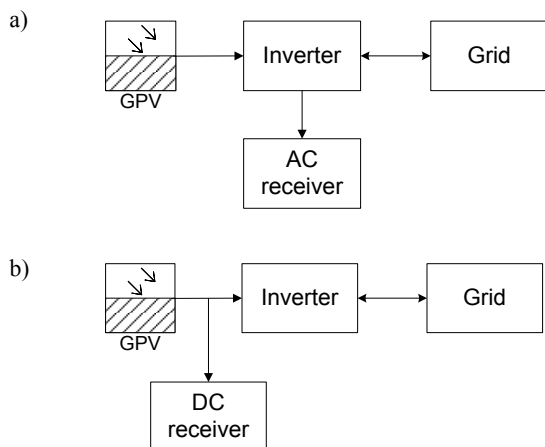 a)
Inverter
Grid
GPV
AC
receiver
b)
Inverter
Grid
GPV
DC
receiver